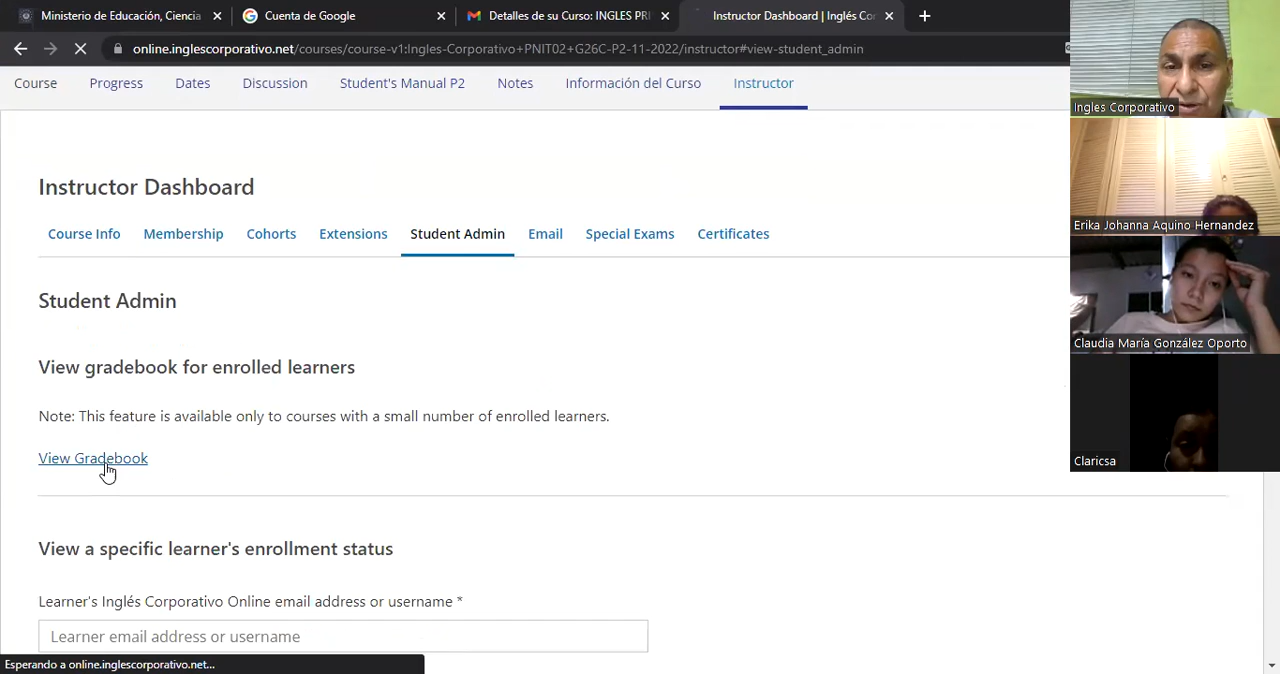 Ministerio de Educación, Ciencia
Cuenta de Google
Detalles de su Curso: INGLES PRI
Instructor Dashboard | Inglés Co
online.inglescorporativo.net/courses/course-v1:Ingles-Corporativo+PNIT02+G26C-P2-11-2022/instructor#view-student_admin
Course
Progress
Dates
Discussion
Student's Manual P2
Notes
Información del Curso
Instructor
Instructor Dashboard
Course Info
Membership
Cohorts
Extensions
Student Admin
Email
Special Exams
Certificates
Student Admin
View gradebook for enrolled learners
Note: This feature is available only to courses with a small number of enrolled learners.
View Gradebook
View a specific learner's enrollment status
Learner's Inglés Corporativo Online email address or username *
Learner email address or username
Esperando a online.inglescorporativo.net...
Ingles Corporativo
Erika Johanna Aquino Hernandez
Claudia María González Oporto
Claricsa